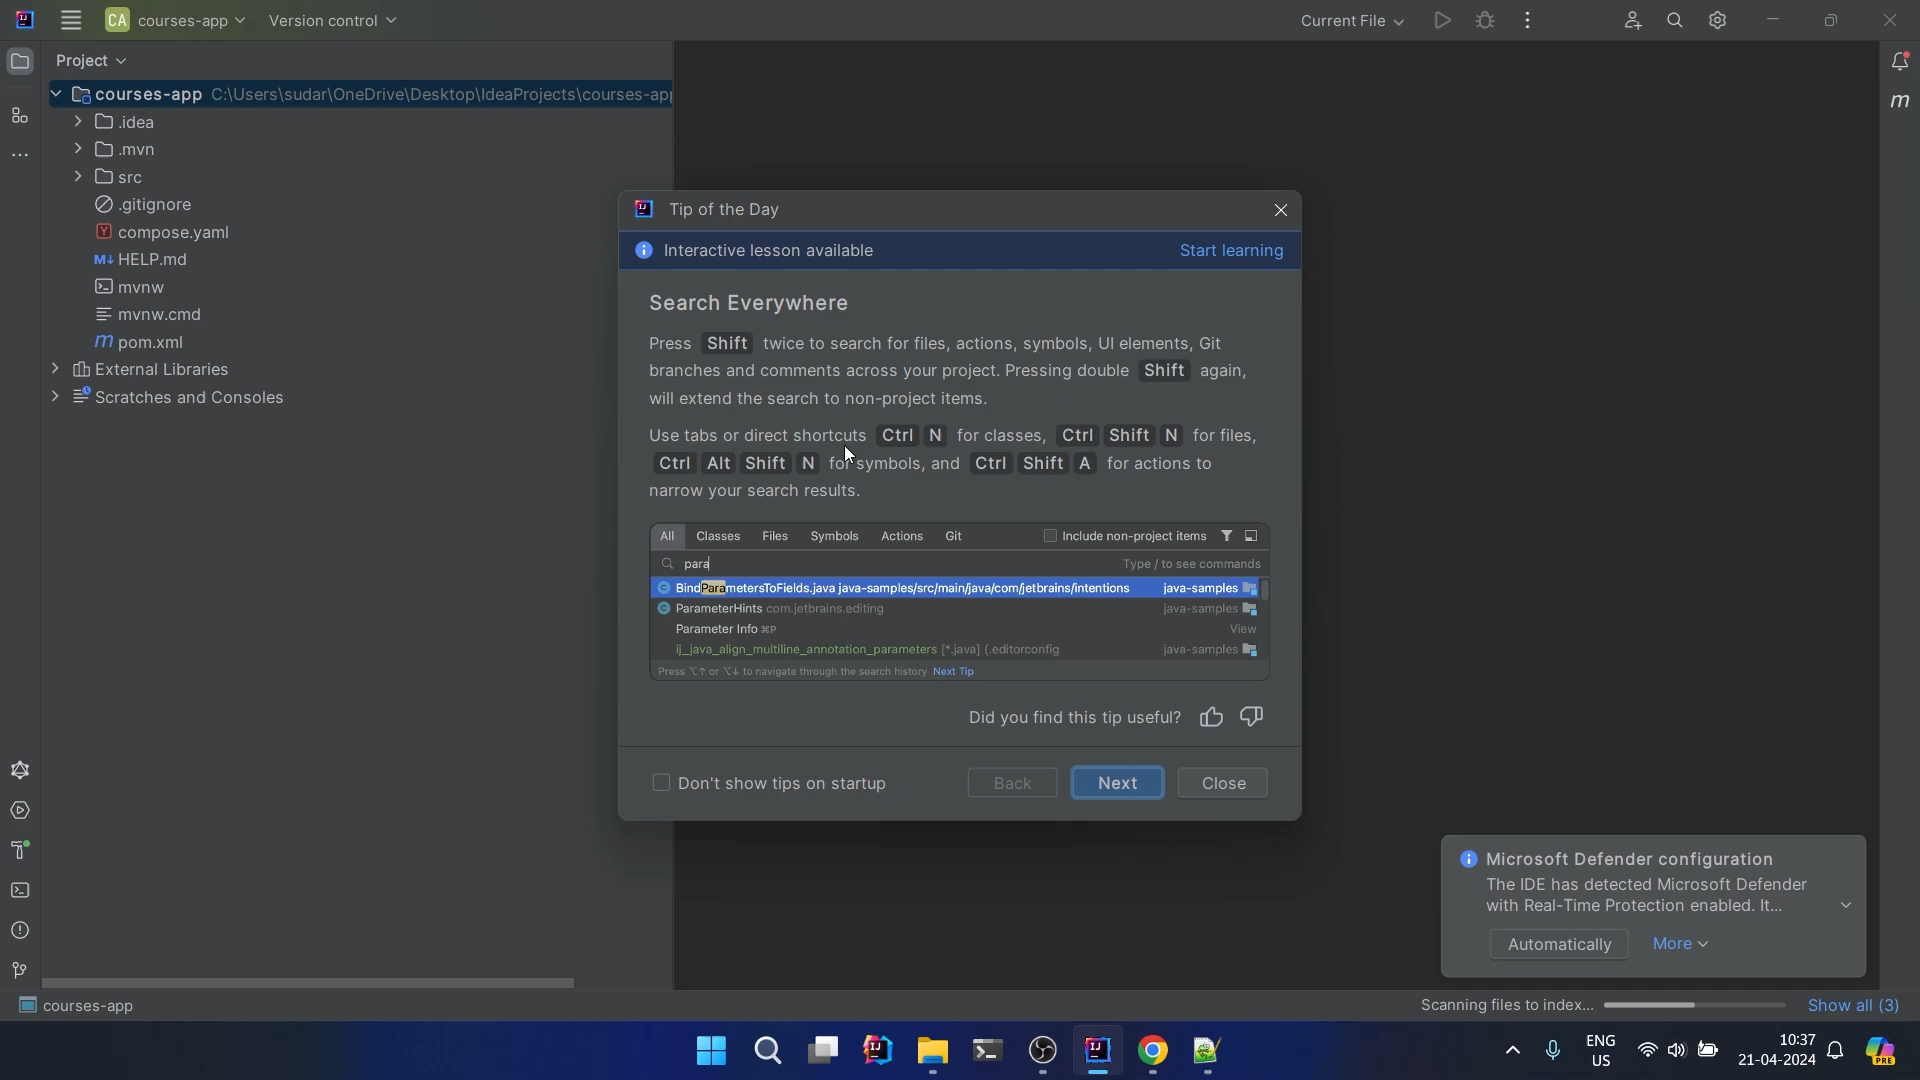 CA courses-app Version control Current File
Project
courses-app C:\Users\sudar\OneDrive\Desktop\IdeaProjects\courses-app
.idea
.mvn
src
.gitignore
compose.yaml
HELP.md
mvnw
mvnw.cmd
pom.xml
External Libraries
Scratches and Consoles
Tip of the Day
Interactive lesson available Start learning
Search Everywhere
Press Shift twice to search for files, actions, symbols, UI elements, Git
branches and comments across your project. Pressing double Shift again,
will extend the search to non-project items.
Use tabs or direct shortcuts Ctrl N for classes, Ctrl Shift N for files,
Ctrl Alt Shift N for symbols, and Ctrl Shift A for actions to
narrow your search results.
All Classes Files Symbols Actions Git Include non-project items
para Type / to see commands
BindParametersToFields.java java-samples/src/main/java/com/jetbrains/intentions java-samples
ParameterHints com.jetbrains.editing java-samples
Parameter Info ⌘P View
ij_java_align_multiline_annotation_parameters [*.java] (.editorconfig java-samples
Press ⌥↑ or ⌥↓ to navigate through the search history Next Tip
Did you find this tip useful?
Don't show tips on startup Back Next Close
Microsoft Defender configuration
The IDE has detected Microsoft Defender
with Real-Time Protection enabled. It...
Automatically More
courses-app Scanning files to index... Show all (3)
ENG
US
10:37
21-04-2024
PRE